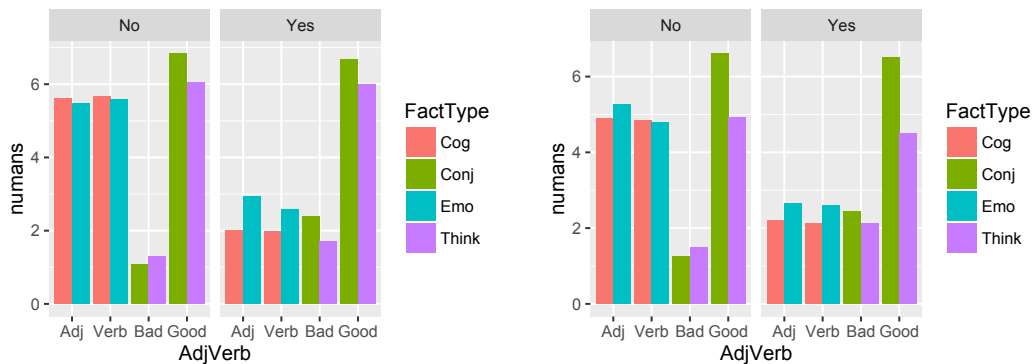 No Yes
numans
6
4
2
0
Adj Verb Bad Good Adj Verb Bad Good
AdjVerb
FactType
Cog
Conj
Emo
Think
No Yes
numans
6
4
2
0
Adj Verb Bad Good Adj Verb Bad Good
AdjVerb
FactType
Cog
Conj
Emo
Think